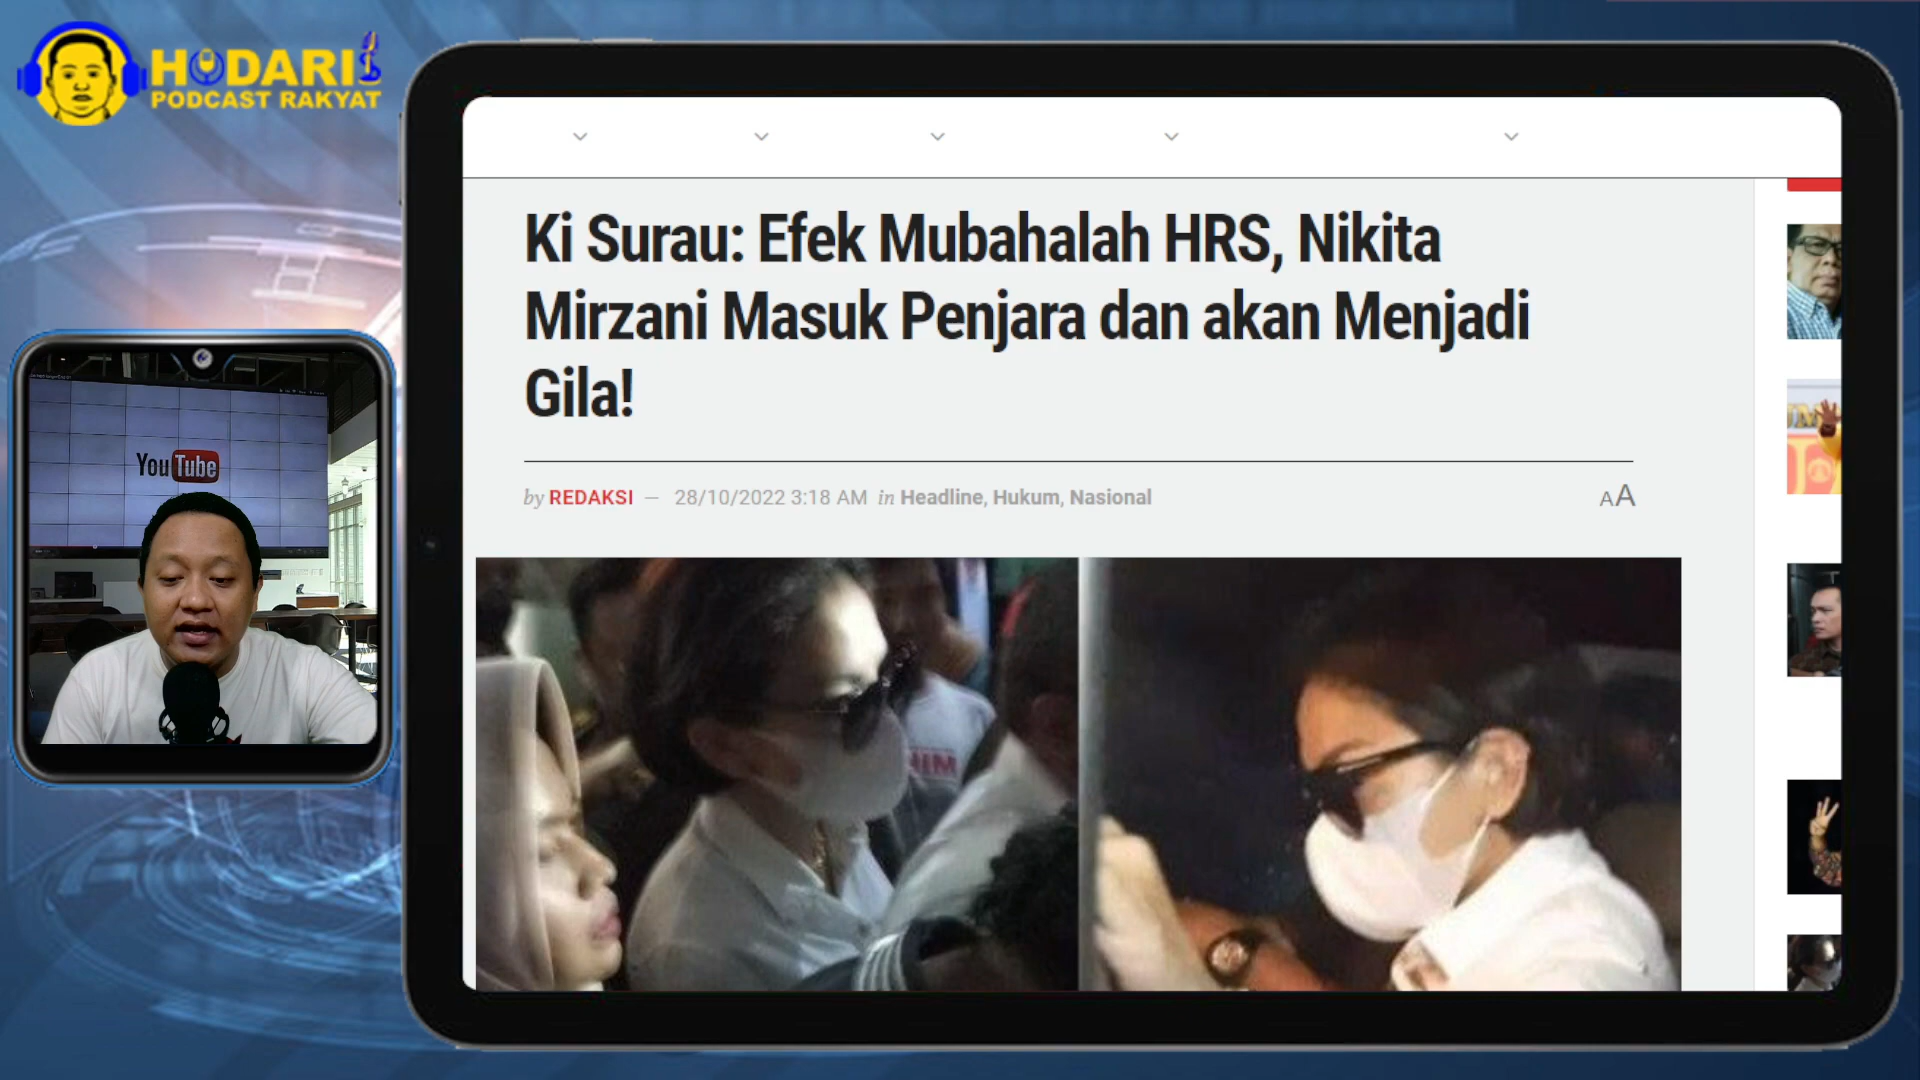 HODARI
PODCAST RAKYAT
YouTube
Ki Surau: Efek Mubahalah HRS, Nikita
Mirzani Masuk Penjara dan akan Menjadi
Gila!
by REDAKSI — 28/10/2022 3:18 AM in Headline, Hukum, Nasional
AA